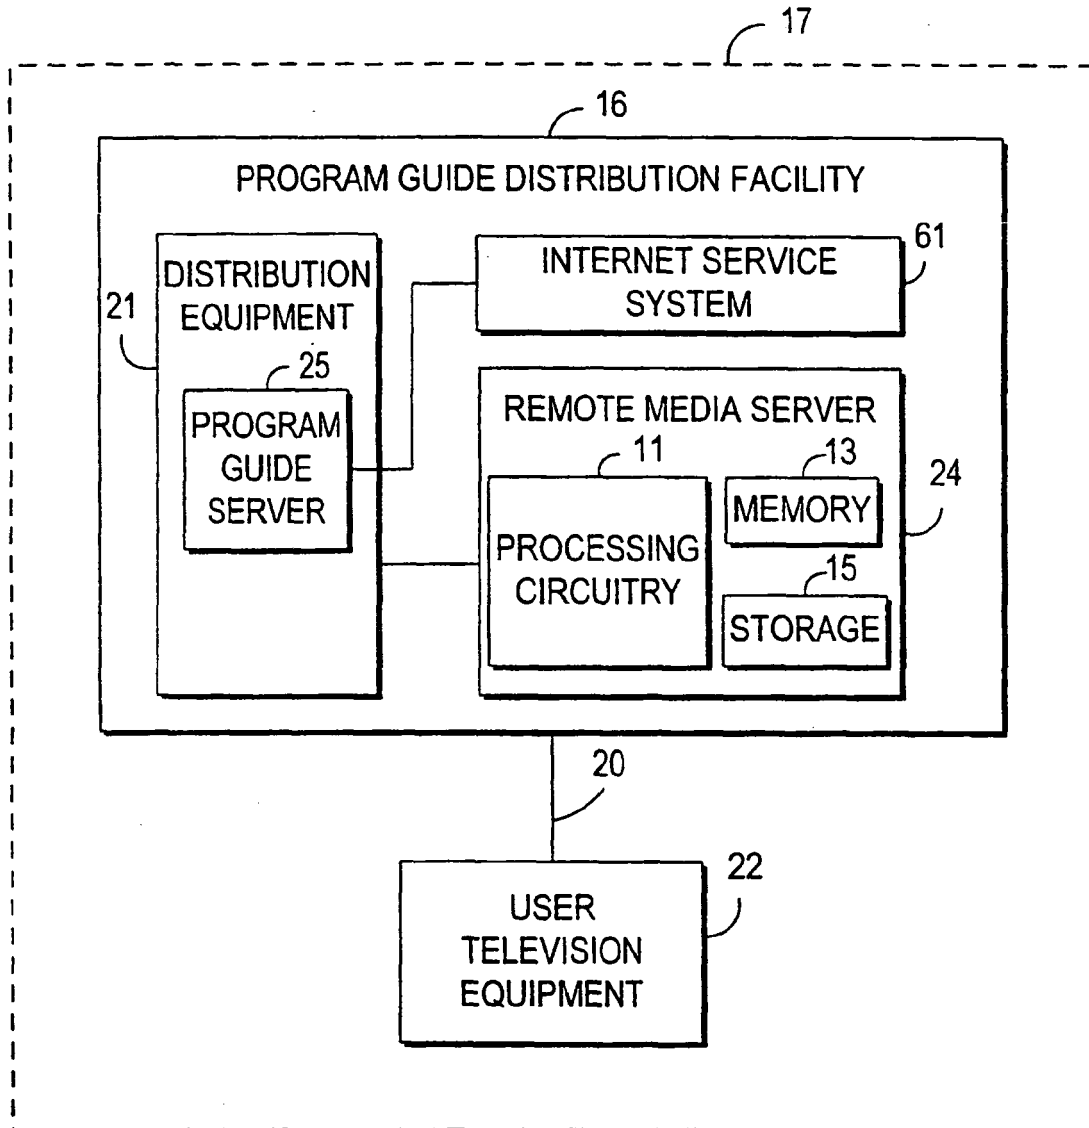 17
16
PROGRAM GUIDE DISTRIBUTION FACILITY
DISTRIBUTION
EQUIPMENT
21
25
PROGRAM
GUIDE
SERVER
INTERNET SERVICE
SYSTEM
61
REMOTE MEDIA SERVER
11
PROCESSING
CIRCUITRY
13
MEMORY
15
STORAGE
24
20
22
USER
TELEVISION
EQUIPMENT